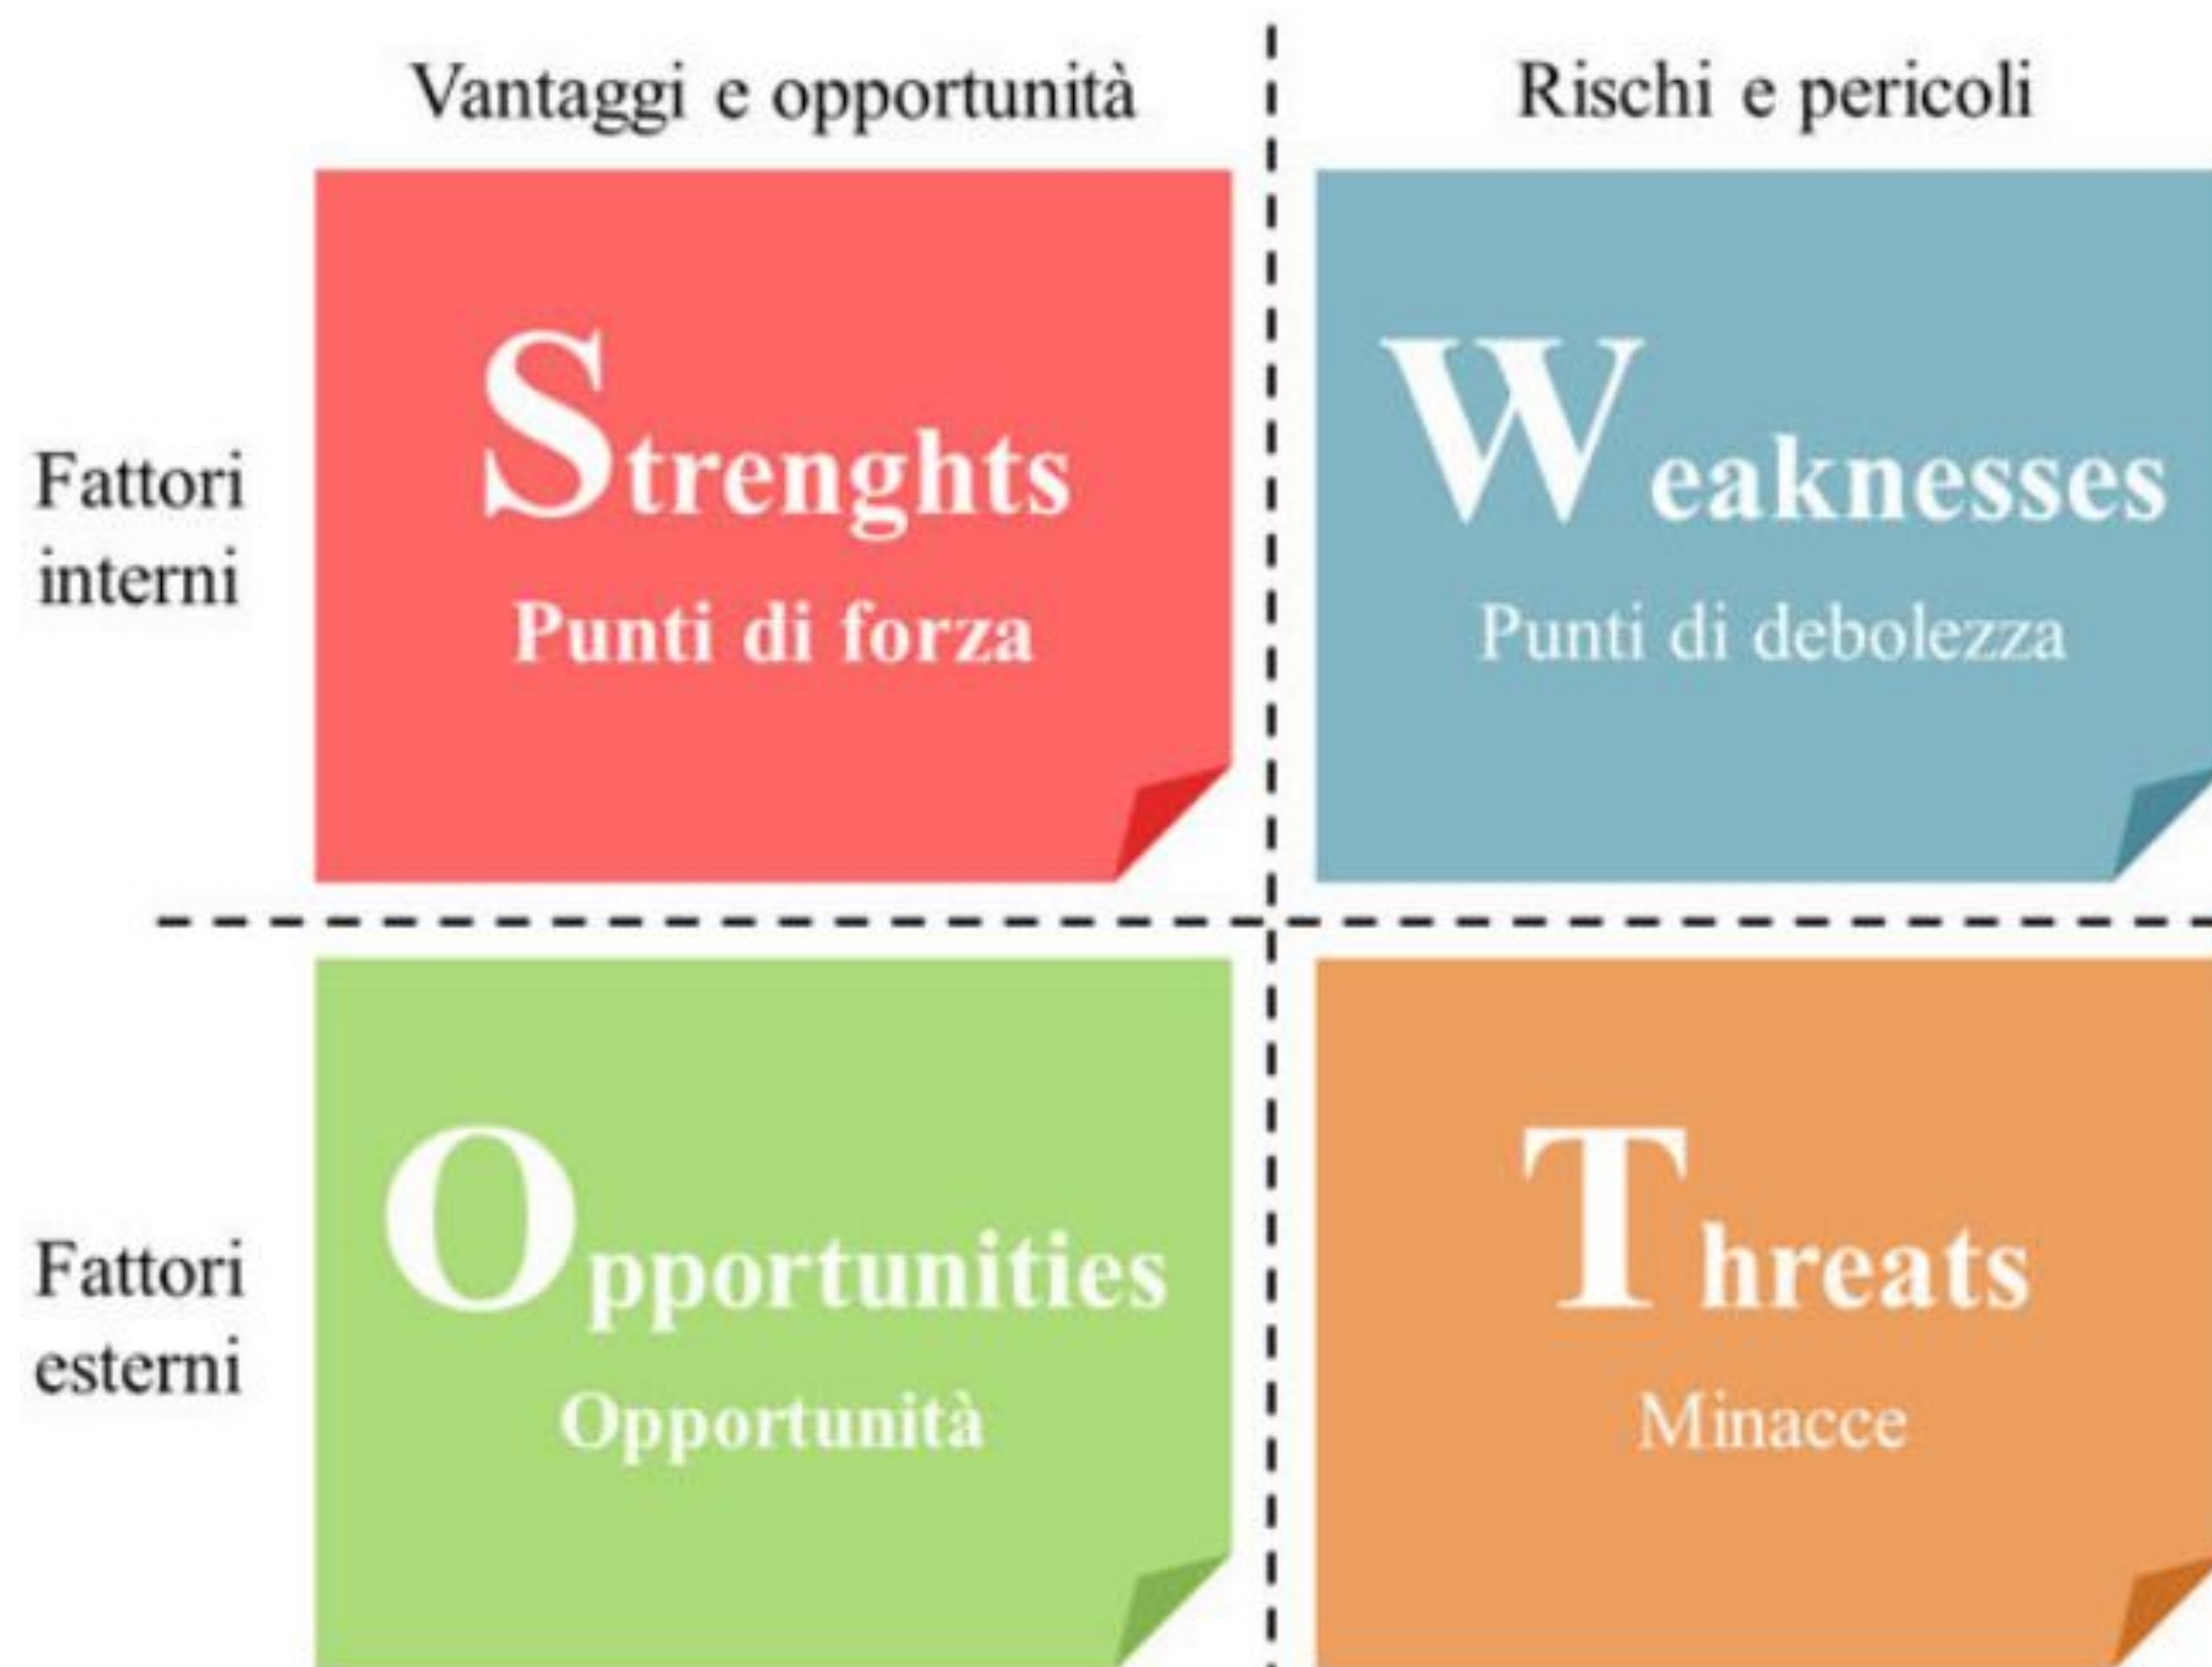 Vantaggi e opportunità
Rischi e pericoli
Fattori
interni
Strenghts
Punti di forza
Weaknesses
Punti di debolezza
Fattori
esterni
Opportunities
Opportunità
Threats
Minacce